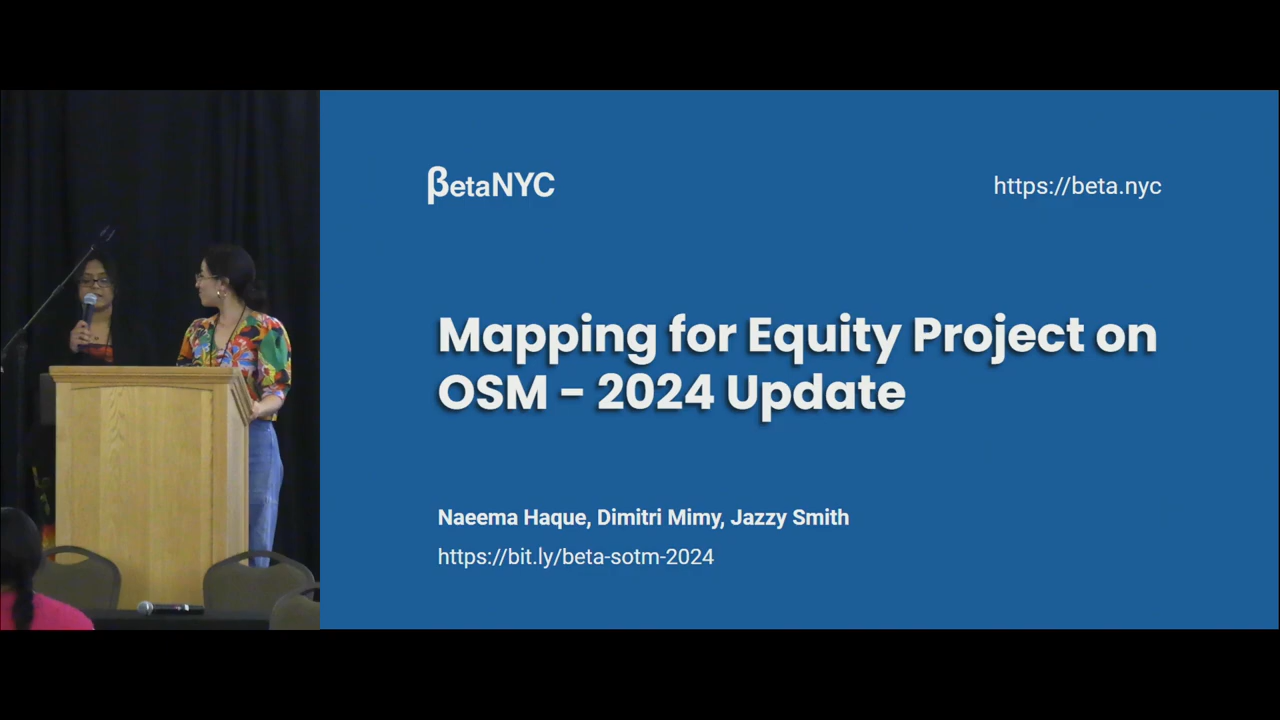 βetaNYC
https://beta.nyc
Mapping for Equity Project on
OSM - 2024 Update
Naeema Haque, Dimitri Mimy, Jazzy Smith
https://bit.ly/beta-sotm-2024